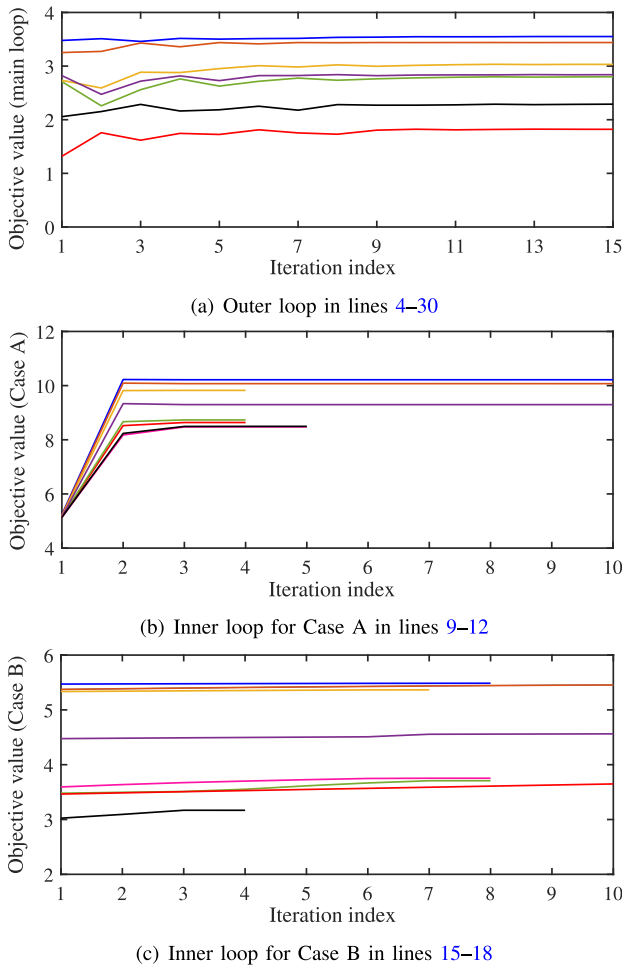 Objective value (main loop)
4
3
2
1
0
1 3 5 7 9 11 13 15
Iteration index
(a) Outer loop in lines 4–30
Objective value (Case A)
12
10
8
6
4
1 2 3 4 5 6 7 8 9 10
Iteration index
(b) Inner loop for Case A in lines 9–12
Objective value (Case B)
6
5
4
3
2
1 2 3 4 5 6 7 8 9 10
Iteration index
(c) Inner loop for Case B in lines 15–18